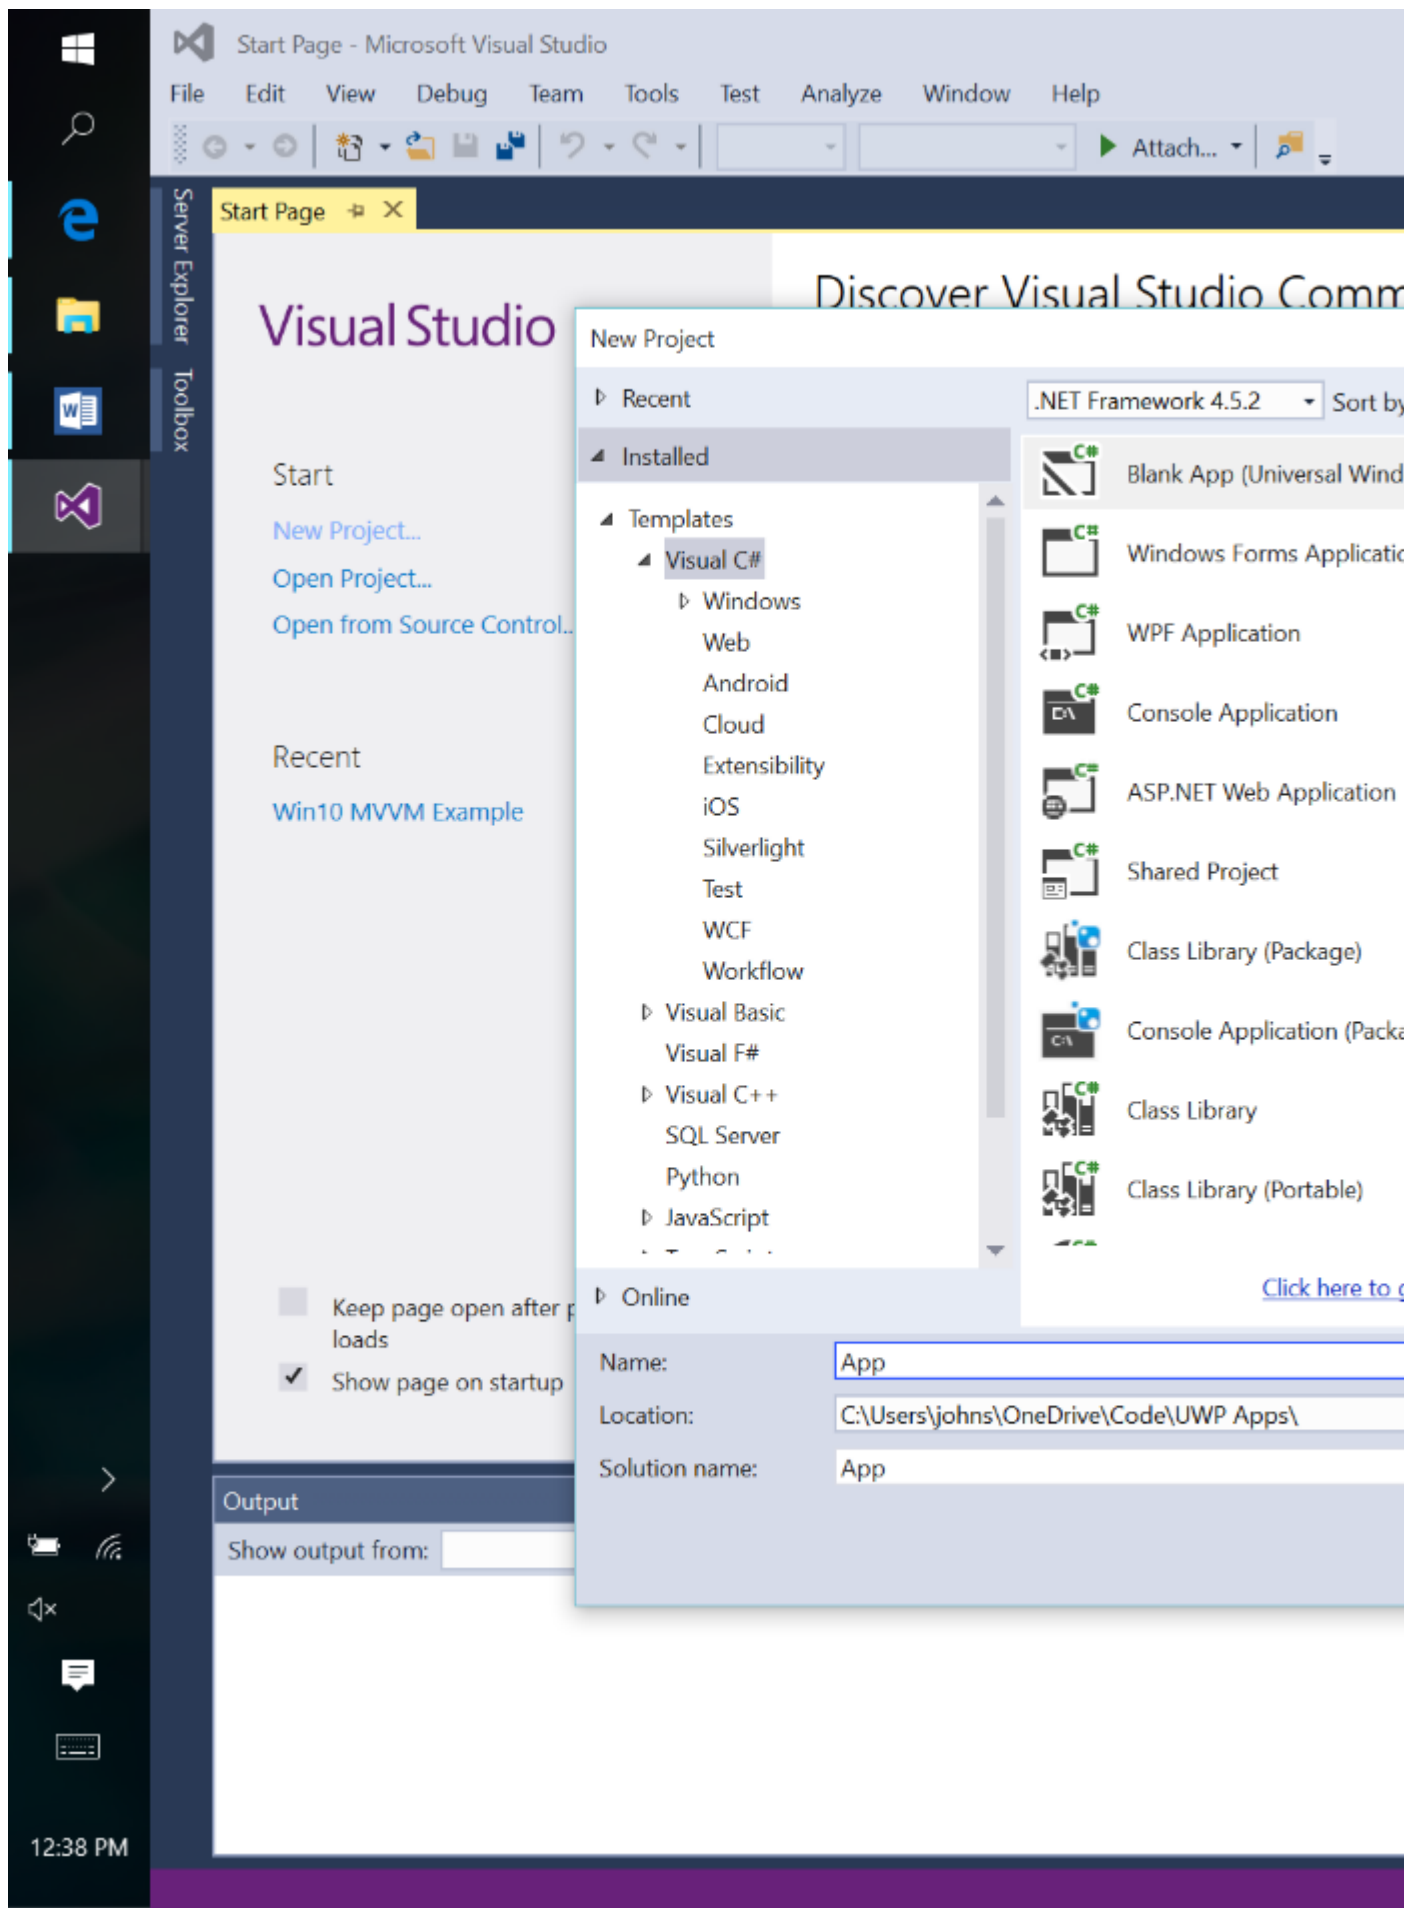 Start Page - Microsoft Visual Studio
File Edit View Debug Team Tools Test Analyze Window Help
Attach...
Server Explorer
Toolbox
Start Page
Visual Studio
Discover Visual Studio Comm
Start
New Project...
Open Project...
Open from Source Control..
Recent
Win10 MVVM Example
Keep page open after p
loads
Show page on startup
New Project
Recent
Installed
Templates
Visual C#
Windows
Web
Android
Cloud
Extensibility
iOS
Silverlight
Test
WCF
Workflow
Visual Basic
Visual F#
Visual C++
SQL Server
Python
JavaScript
Online
.NET Framework 4.5.2 Sort by
C# Blank App (Universal Wind
C# Windows Forms Applicatio
C# WPF Application
C# Console Application
ASP.NET Web Application
C# Shared Project
Class Library (Package)
C:\ Console Application (Packa
C# Class Library
C# Class Library (Portable)
Click here to g
Name: App
Location: C:\Users\johns\OneDrive\Code\UWP Apps\
Solution name: App
Output
Show output from:
12:38 PM